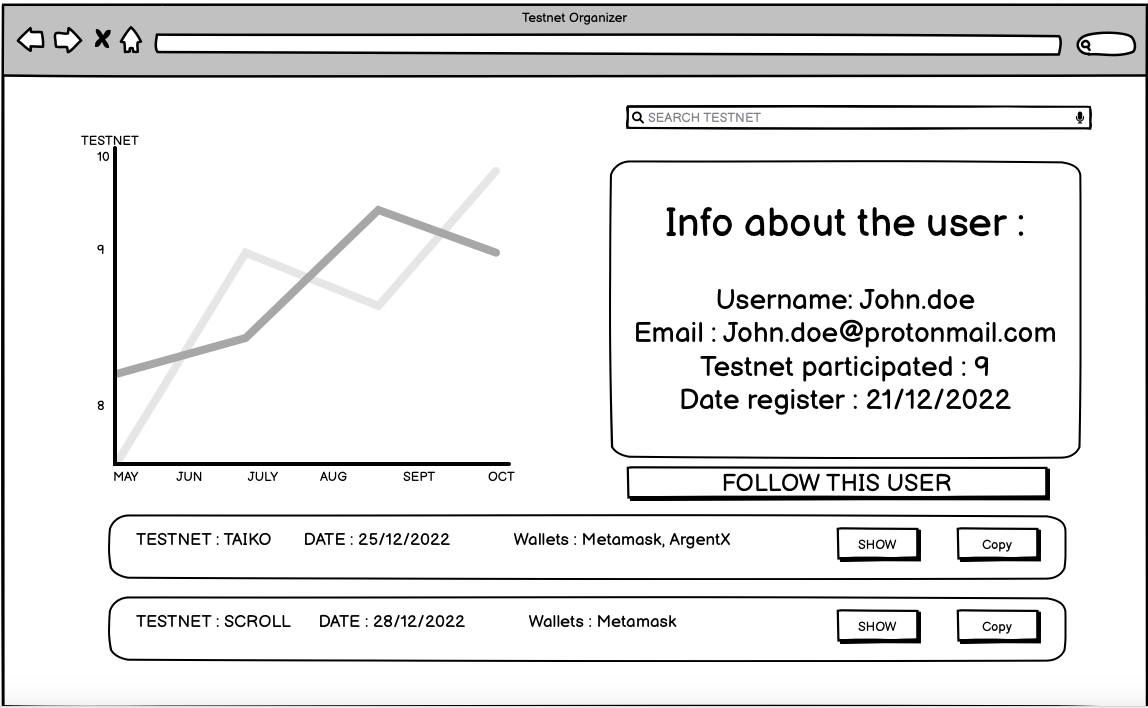 Testnet Organizer
SEARCH TESTNET
TESTNET
10
9
8
MAY JUN JULY AUG SEPT OCT
Info about the user :
Username: John.doe
Email : John.doe@protonmail.com
Testnet participated : 9
Date register : 21/12/2022
FOLLOW THIS USER
TESTNET : TAIKO DATE : 25/12/2022 Wallets : Metamask, ArgentX SHOW Copy
TESTNET : SCROLL DATE : 28/12/2022 Wallets : Metamask SHOW Copy